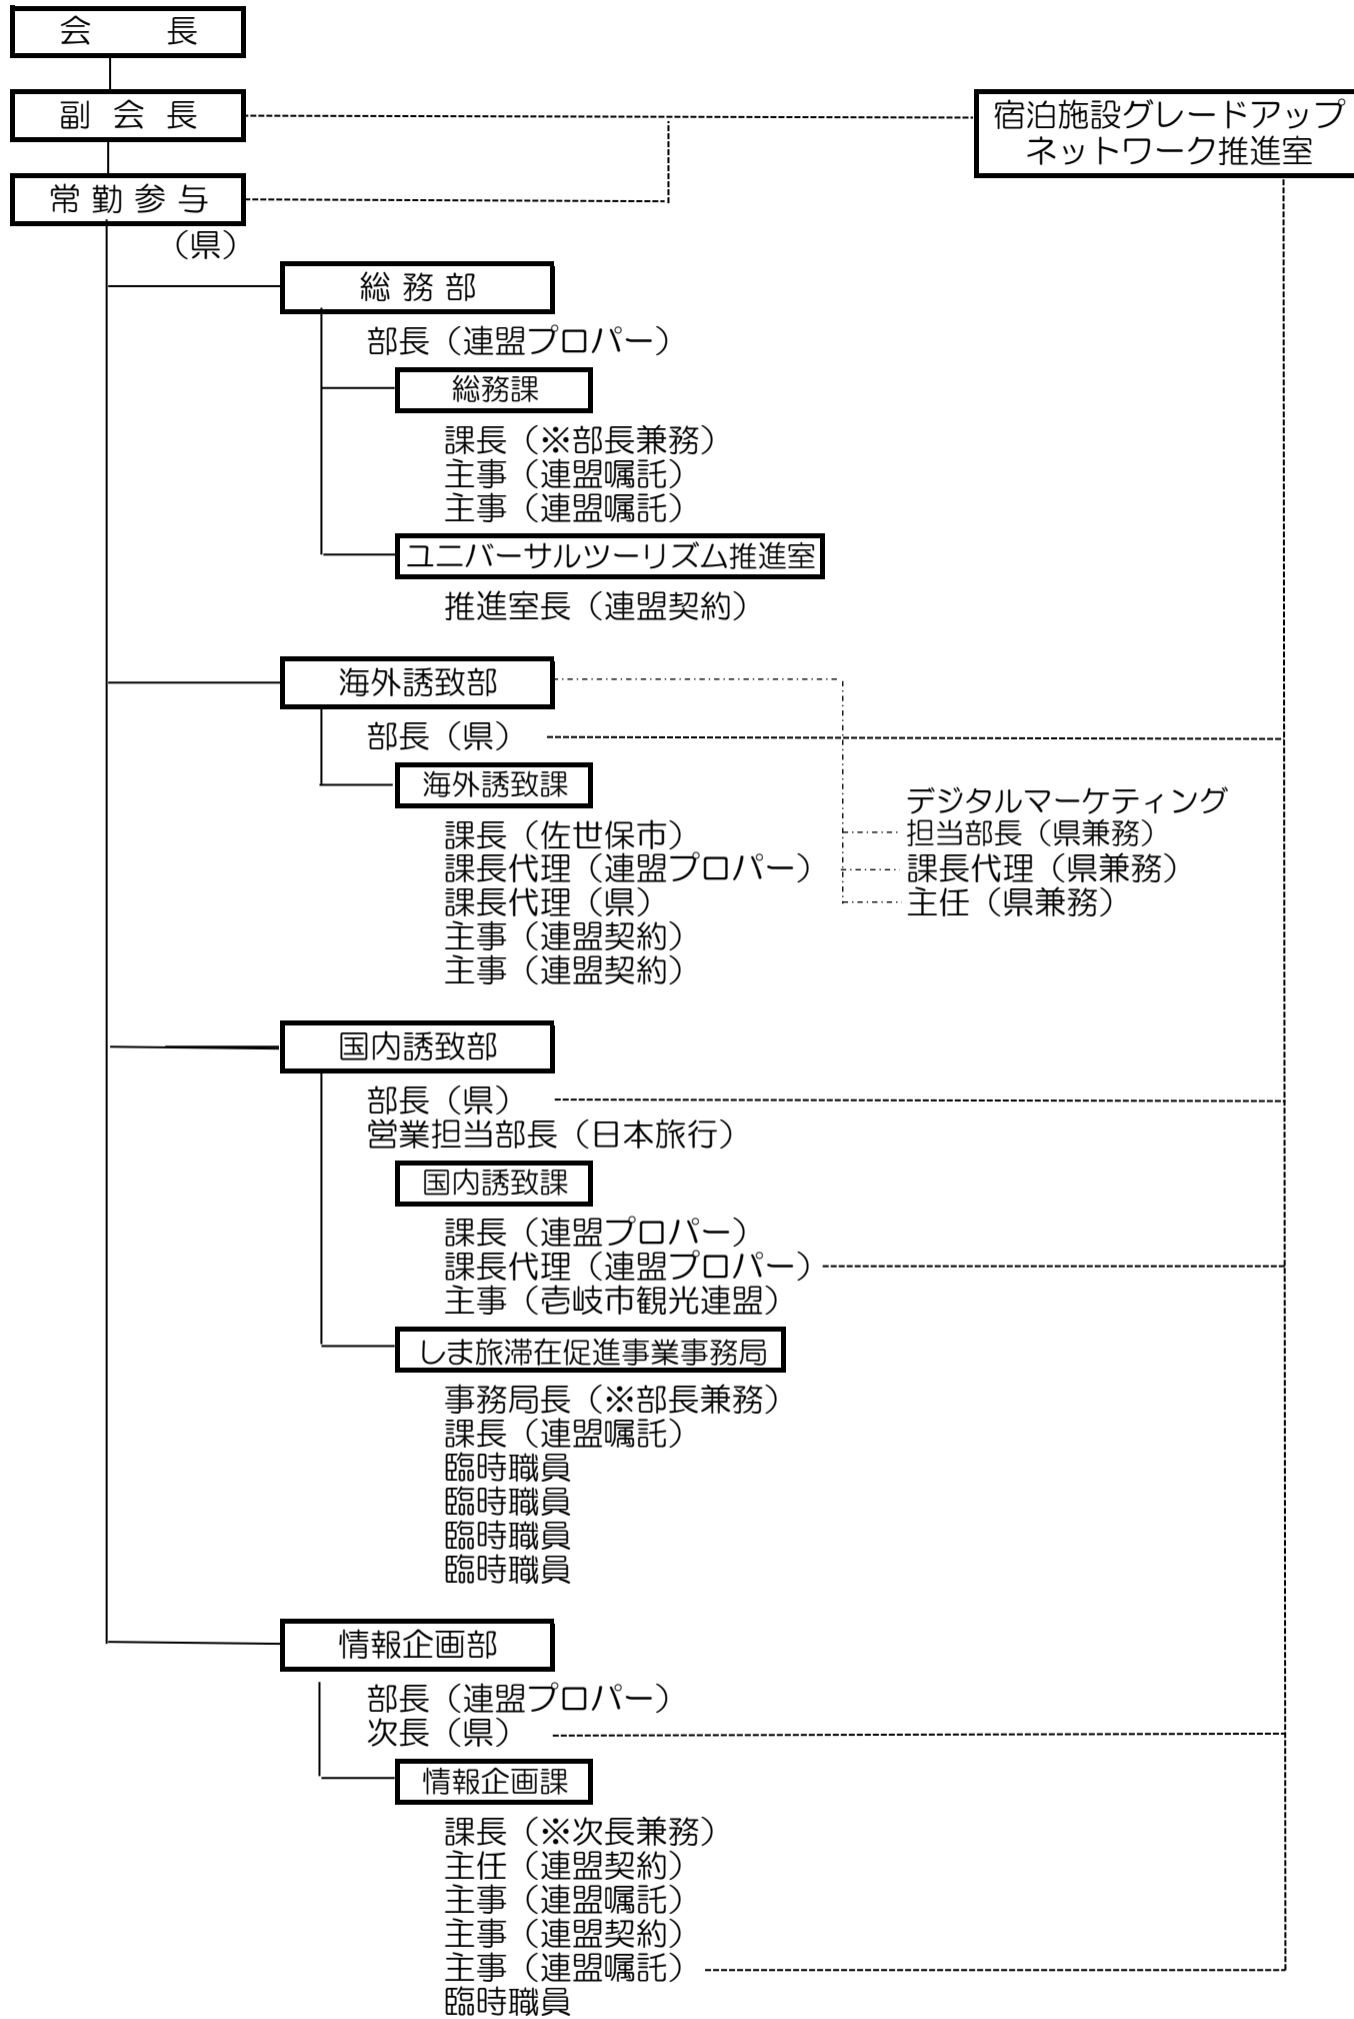 会　　長
副 会 長
宿泊施設グレードアップ
ネットワーク推進室
常 勤 参 与
（県）
総 務 部
部長（連盟プロパー）
総務課
課長（※部長兼務）
主事（連盟嘱託）
主事（連盟嘱託）
ユニバーサルツーリズム推進室
推進室長（連盟契約）
海外誘致部
部長（県）
海外誘致課
課長（佐世保市）
課長代理（連盟プロパー）
課長代理（県）
主事（連盟契約）
主事（連盟契約）
デジタルマーケティング
担当部長（県兼務）
課長代理（県兼務）
主任（県兼務）
国内誘致部
部長（県）
営業担当部長（日本旅行）
国内誘致課
課長（連盟プロパー）
課長代理（連盟プロパー）
主事（壱岐市観光連盟）
しま旅滞在促進事業事務局
事務局長（※部長兼務）
課長（連盟嘱託）
臨時職員
臨時職員
臨時職員
臨時職員
情報企画部
部長（連盟プロパー）
次長（県）
情報企画課
課長（※次長兼務）
主任（連盟契約）
主事（連盟嘱託）
主事（連盟契約）
主事（連盟嘱託）
臨時職員